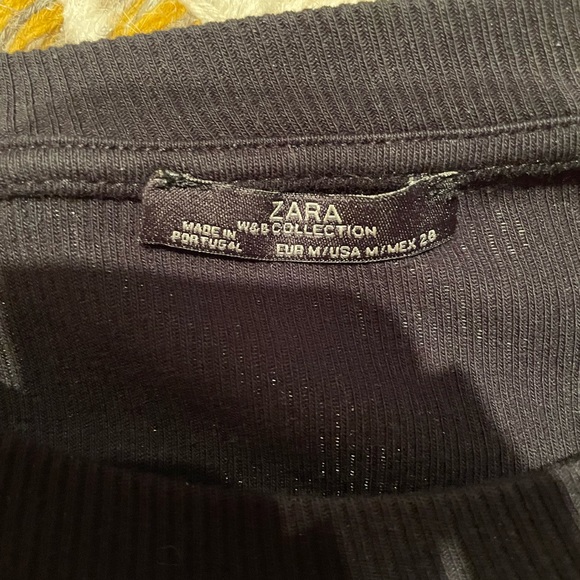 ZARA
W&B COLLECTION
MADE IN
PORTUGAL
EUR M/USA M/MEX 28